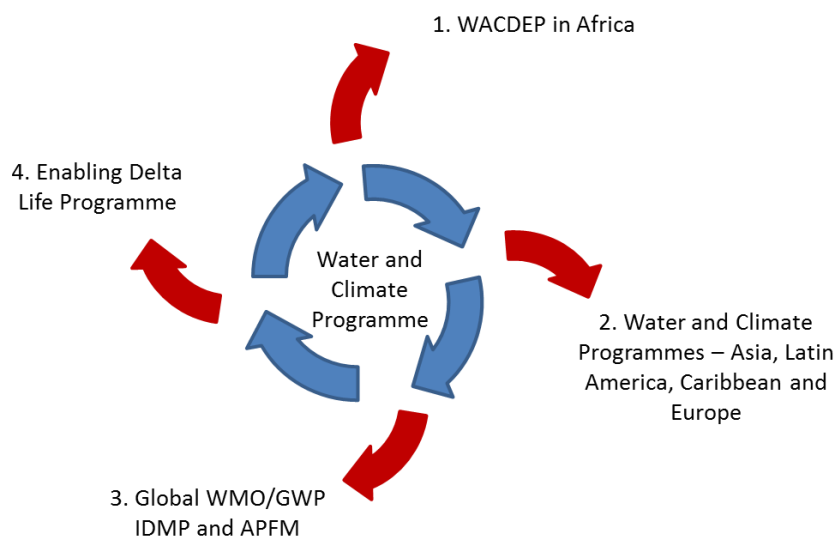 1. WACDEP in Africa
4. Enabling Delta
Life Programme
Water and
Climate
Programme
2. Water and Climate
Programmes – Asia, Latin
America, Caribbean and
Europe
3. Global WMO/GWP
IDMP and APFM